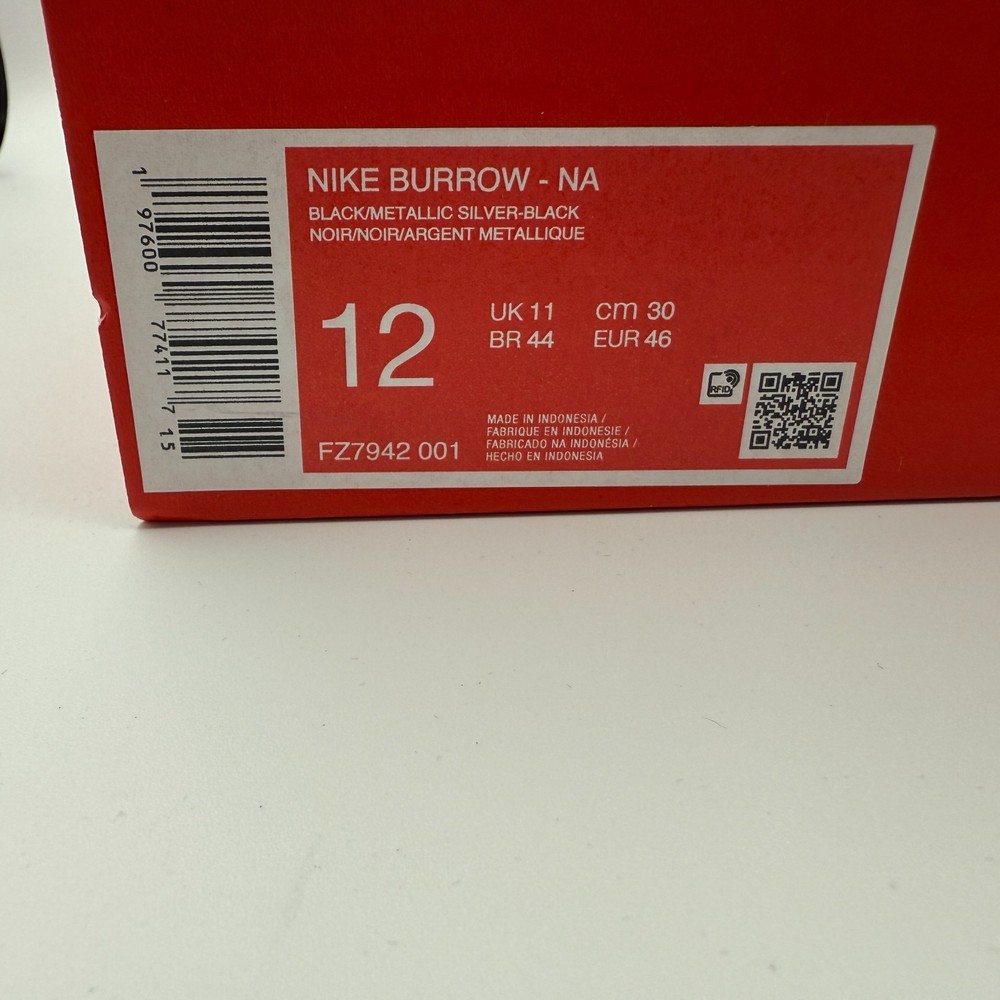 1 97600 77411 7 15
NIKE BURROW - NA
BLACK/METALLIC SILVER-BLACK
NOIR/NOIR/ARGENT METALLIQUE
12
UK 11 cm 30
BR 44 EUR 46
RFID
FZ7942 001
MADE IN INDONESIA /
FABRIQUE EN INDONESIE /
FABRICADO NA INDONÉSIA /
HECHO EN INDONESIA